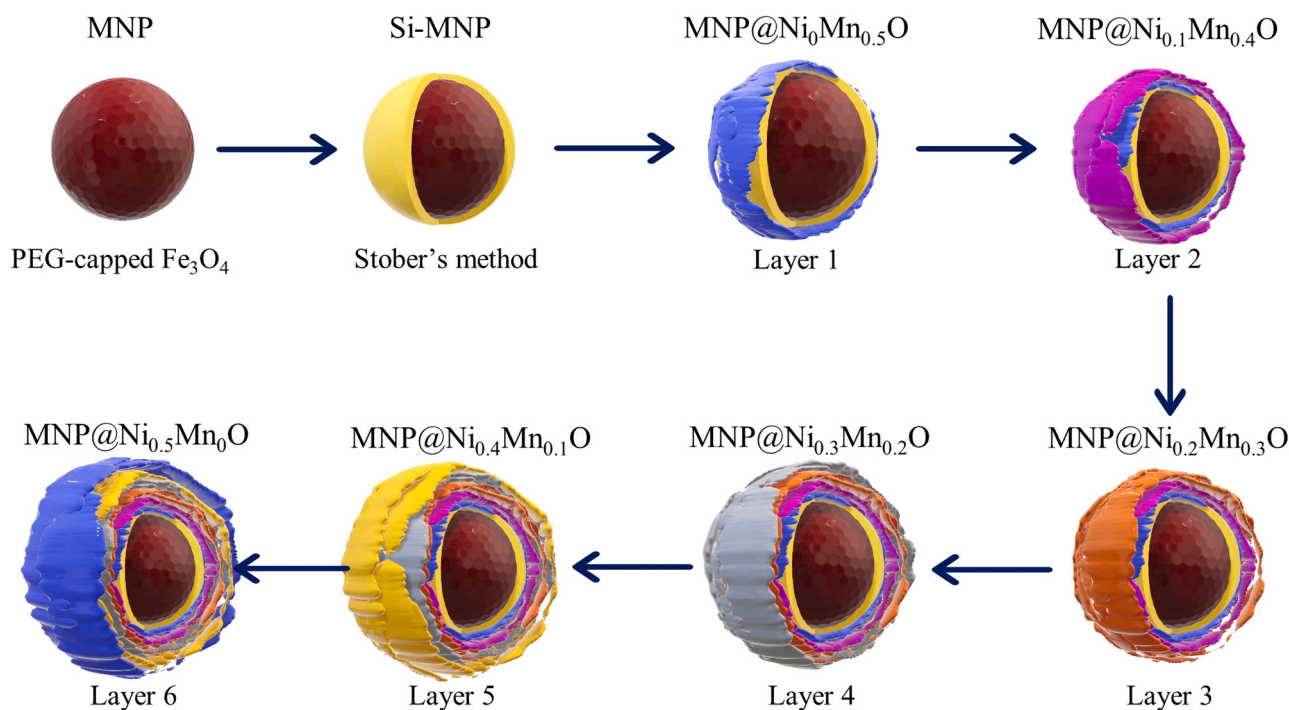 MNP
Si-MNP
MNP@Ni₀Mn₀.₅O
MNP@Ni₀.₁Mn₀.₄O
PEG-capped Fe₃O₄
Stober’s method
Layer 1
Layer 2
MNP@Ni₀.₅Mn₀O
MNP@Ni₀.₄Mn₀.₁O
MNP@Ni₀.₃Mn₀.₂O
MNP@Ni₀.₂Mn₀.₃O
Layer 6
Layer 5
Layer 4
Layer 3